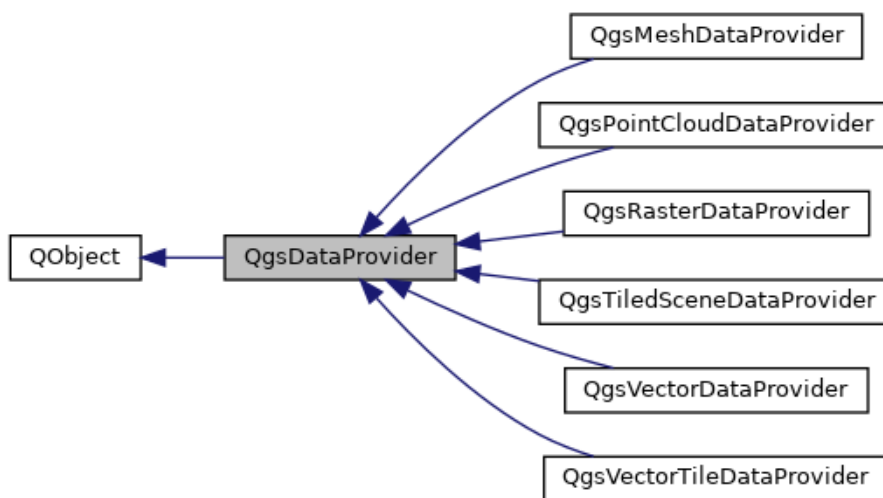 QgsMeshDataProvider
QgsPointCloudDataProvider
QgsRasterDataProvider
QObject
QgsDataProvider
QgsTiledSceneDataProvider
QgsVectorDataProvider
QgsVectorTileDataProvider